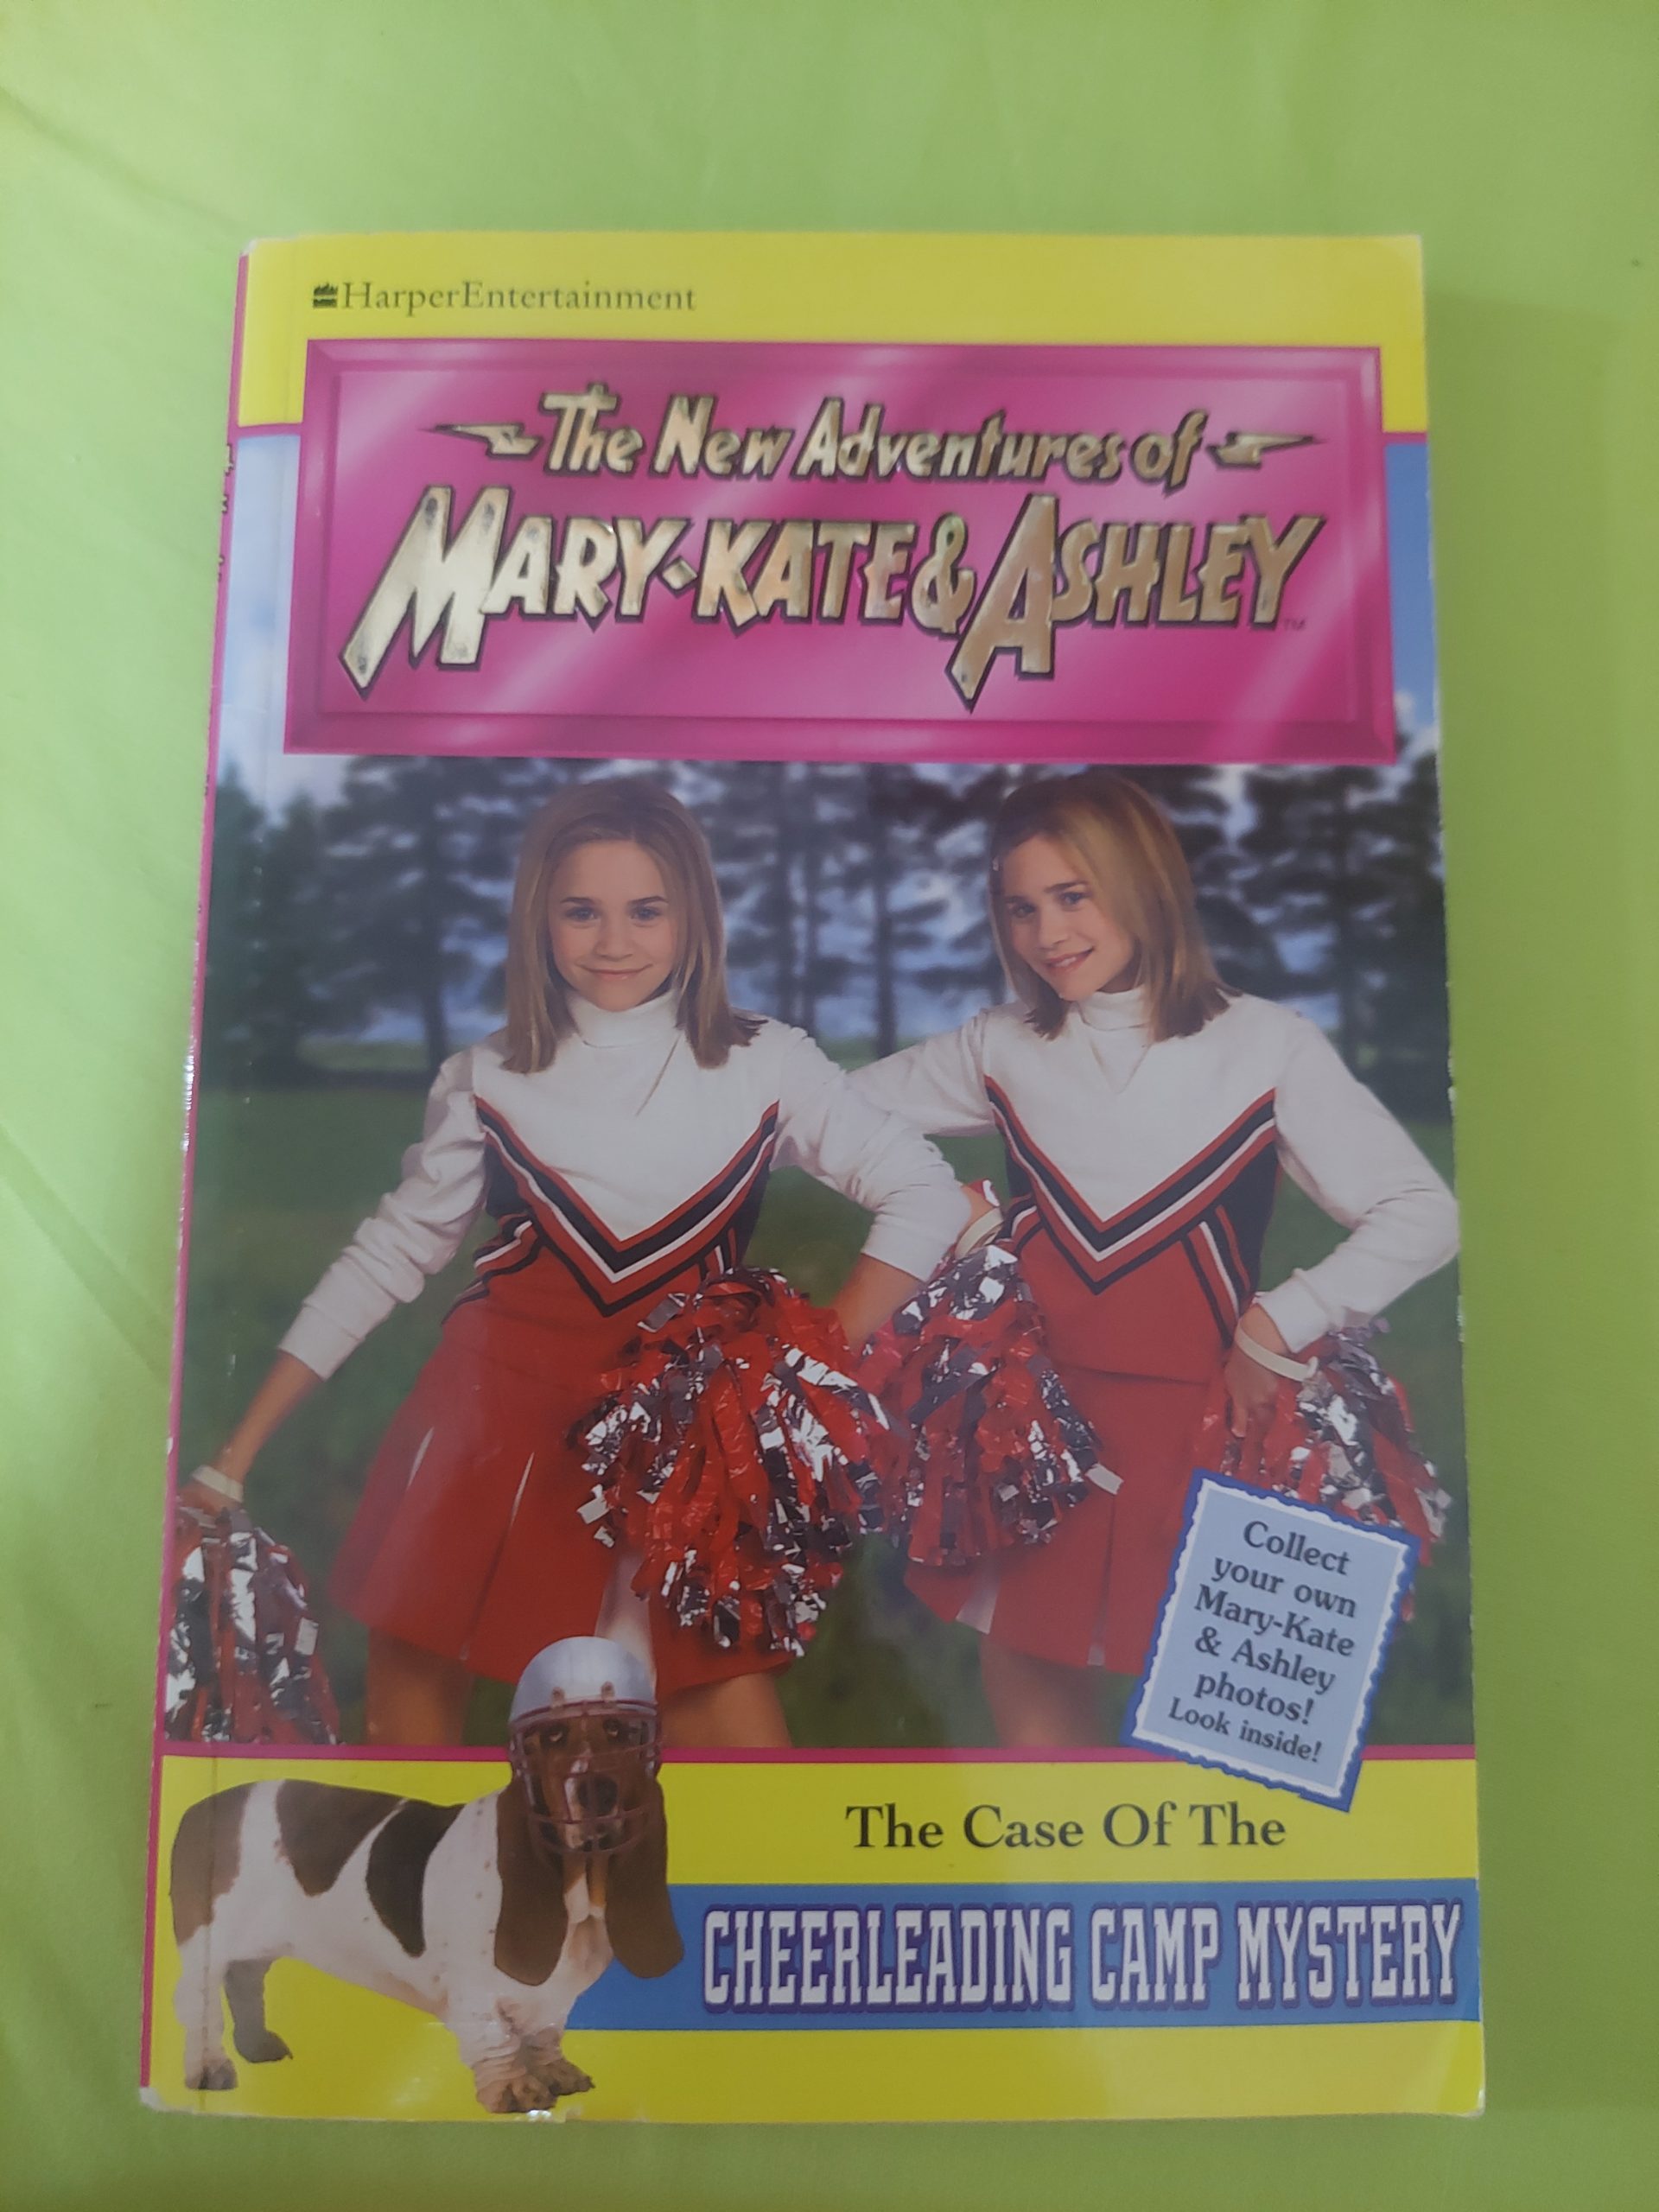 HarperEntertainment
The New Adventures of
MARY-KATE & ASHLEY™
Collect
your own
Mary-Kate
& Ashley
photos!
Look inside!
The Case Of The
CHEERLEADING CAMP MYSTERY